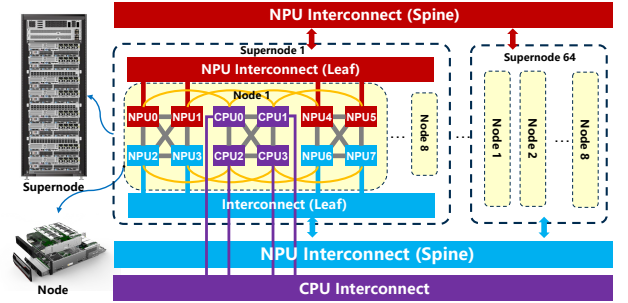 NPU Interconnect (Spine)
Supernode 1
Supernode 64
NPU Interconnect (Leaf)
Node 1
NPU0 NPU1 CPU0 CPU1 NPU4 NPU5
NPU2 NPU3 CPU2 CPU3 NPU6 NPU7
...
Node 8
...
Node 1
Node 2
...
Node 8
Interconnect (Leaf)
NPU Interconnect (Spine)
CPU Interconnect
Supernode
Node